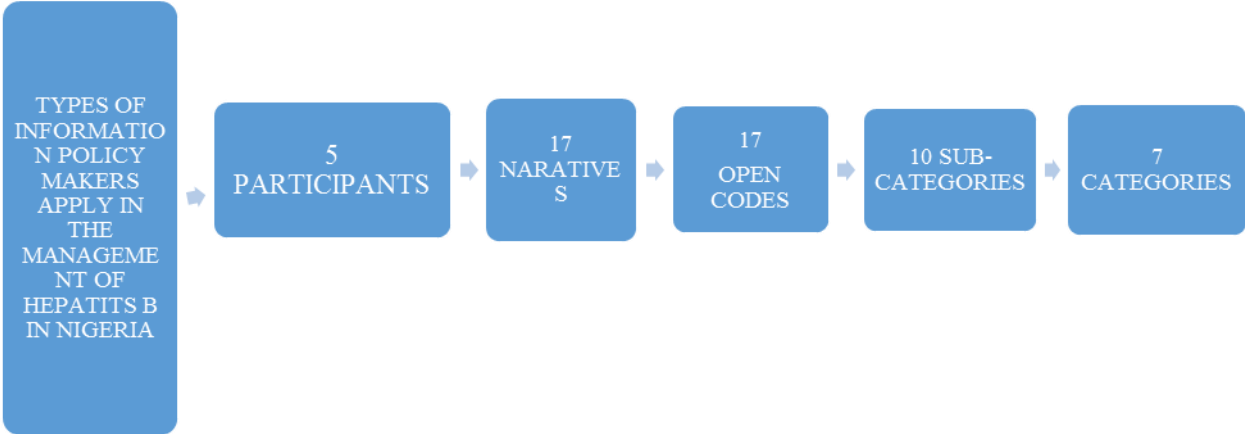 TYPES OF
INFORMATIO
N POLICY
MAKERS
APPLY IN
THE
MANAGEME
NT OF
HEPATITS B
IN NIGERIA
5
PARTICIPANTS
17
NARATIVE
S
17
OPEN
CODES
10 SUB-
CATEGORIES
7
CATEGORIES